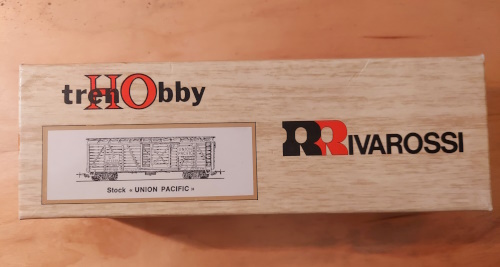 trenHObby
RRIVAROSSI
Stock « UNION PACIFIC »